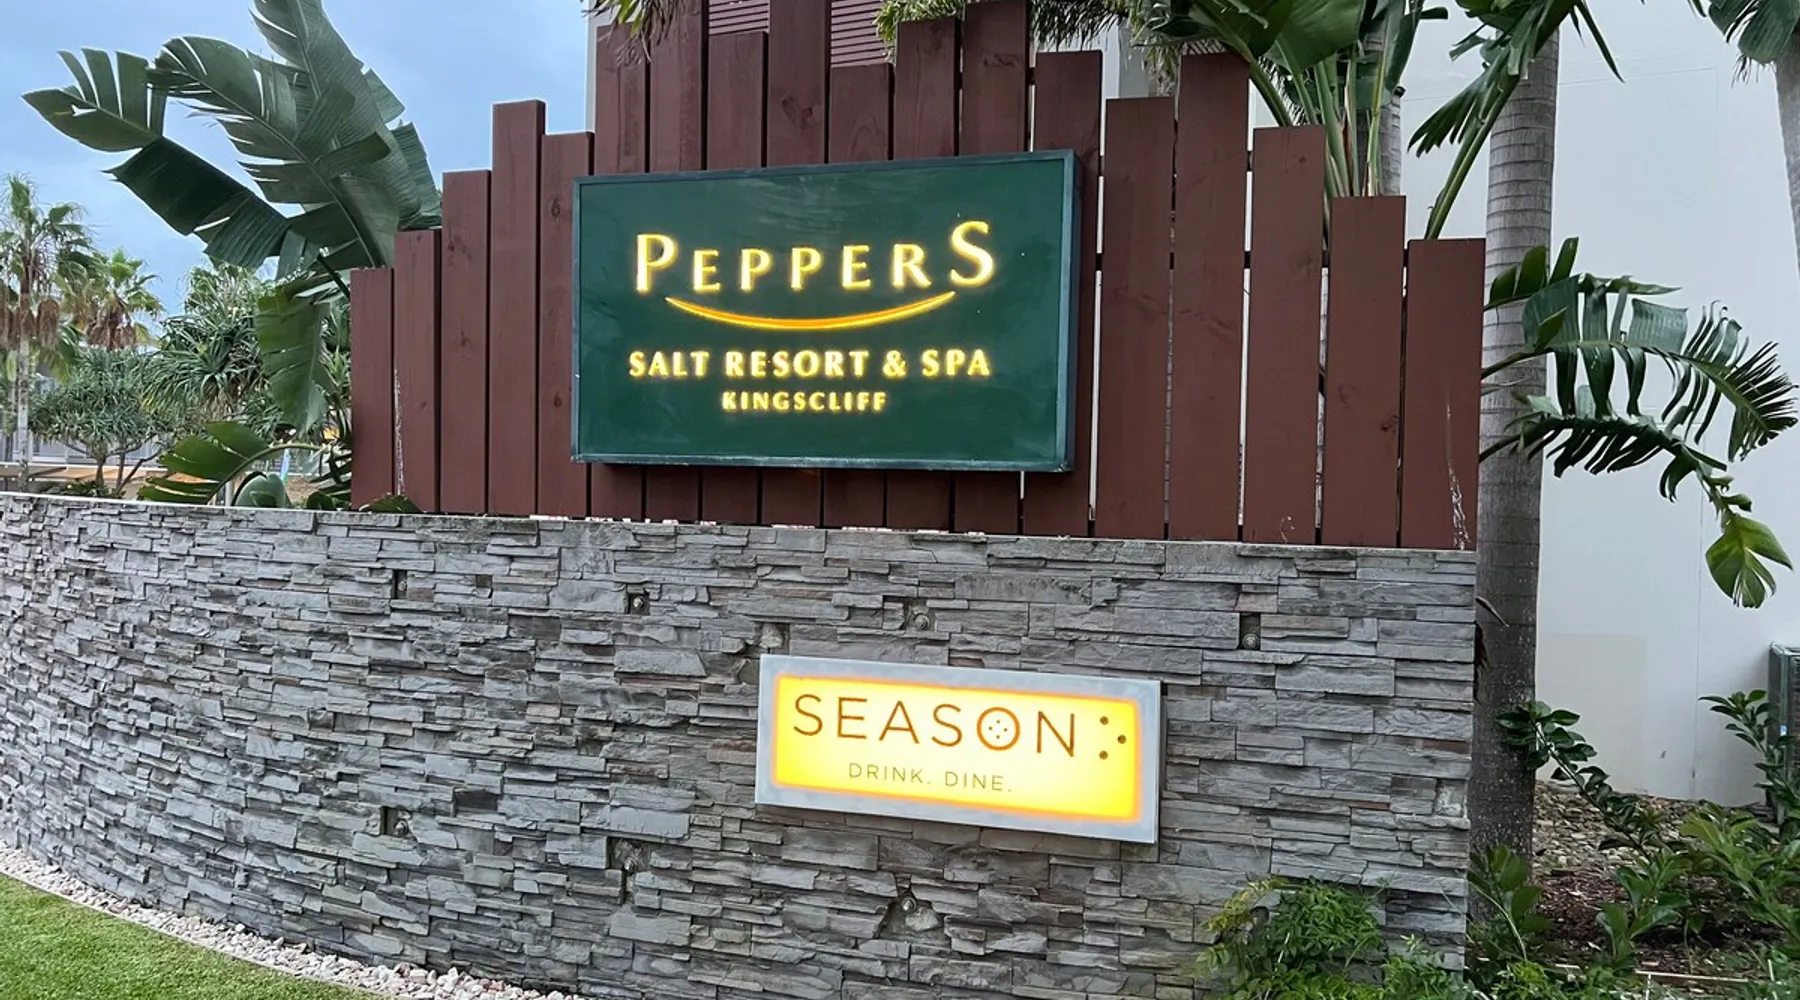 PEPPERS
SALT RESORT & SPA
KINGSCLIFF
SEASON
DRINK. DINE.